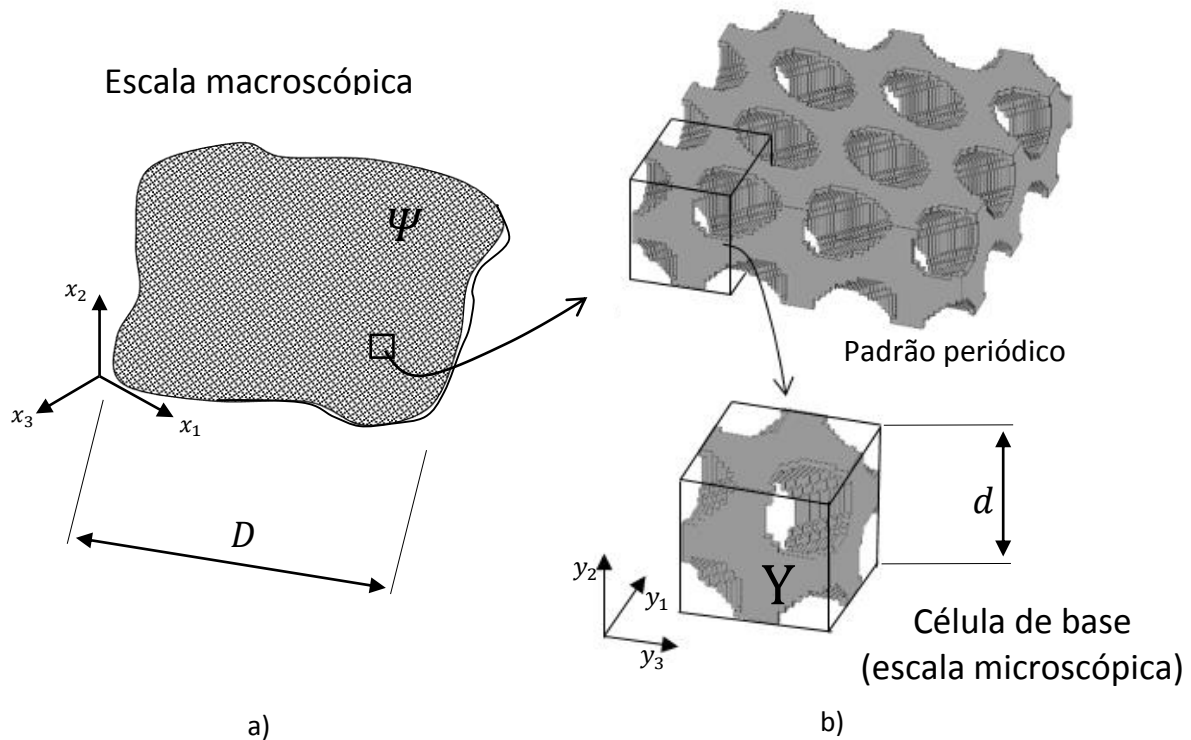 Escala macroscópica
Ψ
x₂
x₃
x₁
D
a)
Padrão periódico
d
Y
y₂
y₁
y₃
Célula de base
(escala microscópica)
b)